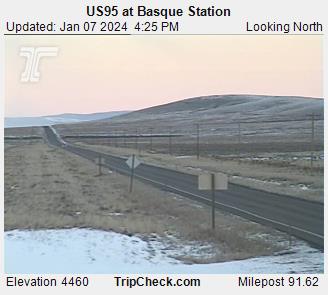 US95 at Basque Station
Updated: Jan 07 2024 4:25 PM Looking North
Elevation 4460 TripCheck.com Milepost 91.62